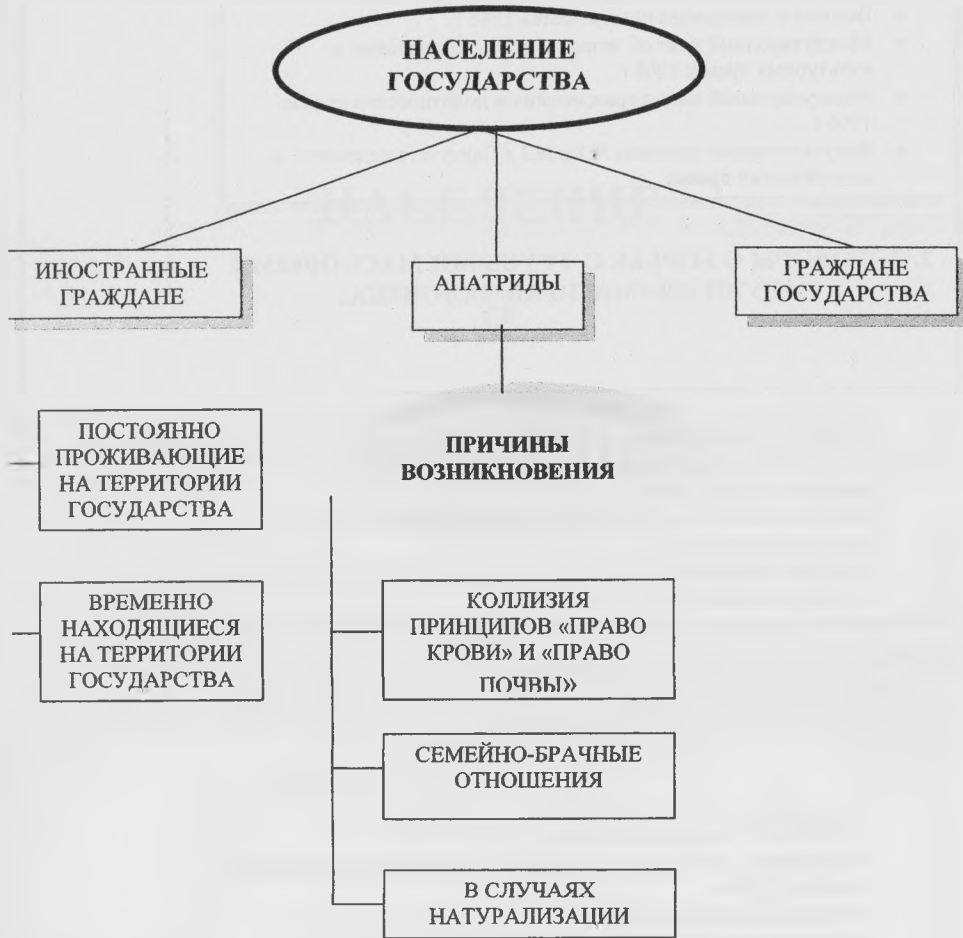 НАСЕЛЕНИЕ
ГОСУДАРСТВА
ИНОСТРАННЫЕ
ГРАЖДАНЕ
АПАТРИДЫ
ГРАЖДАНЕ
ГОСУДАРСТВА
ПОСТОЯННО
ПРОЖИВАЮЩИЕ
НА ТЕРРИТОРИИ
ГОСУДАРСТВА
ВРЕМЕННО
НАХОДЯЩИЕСЯ
НА ТЕРРИТОРИИ
ГОСУДАРСТВА
ПРИЧИНЫ
ВОЗНИКНОВЕНИЯ
КОЛЛИЗИЯ
ПРИНЦИПОВ «ПРАВО
КРОВИ» И «ПРАВО
ПОЧВЫ»
СЕМЕЙНО-БРАЧНЫЕ
ОТНОШЕНИЯ
В СЛУЧАЯХ
НАТУРАЛИЗАЦИИ